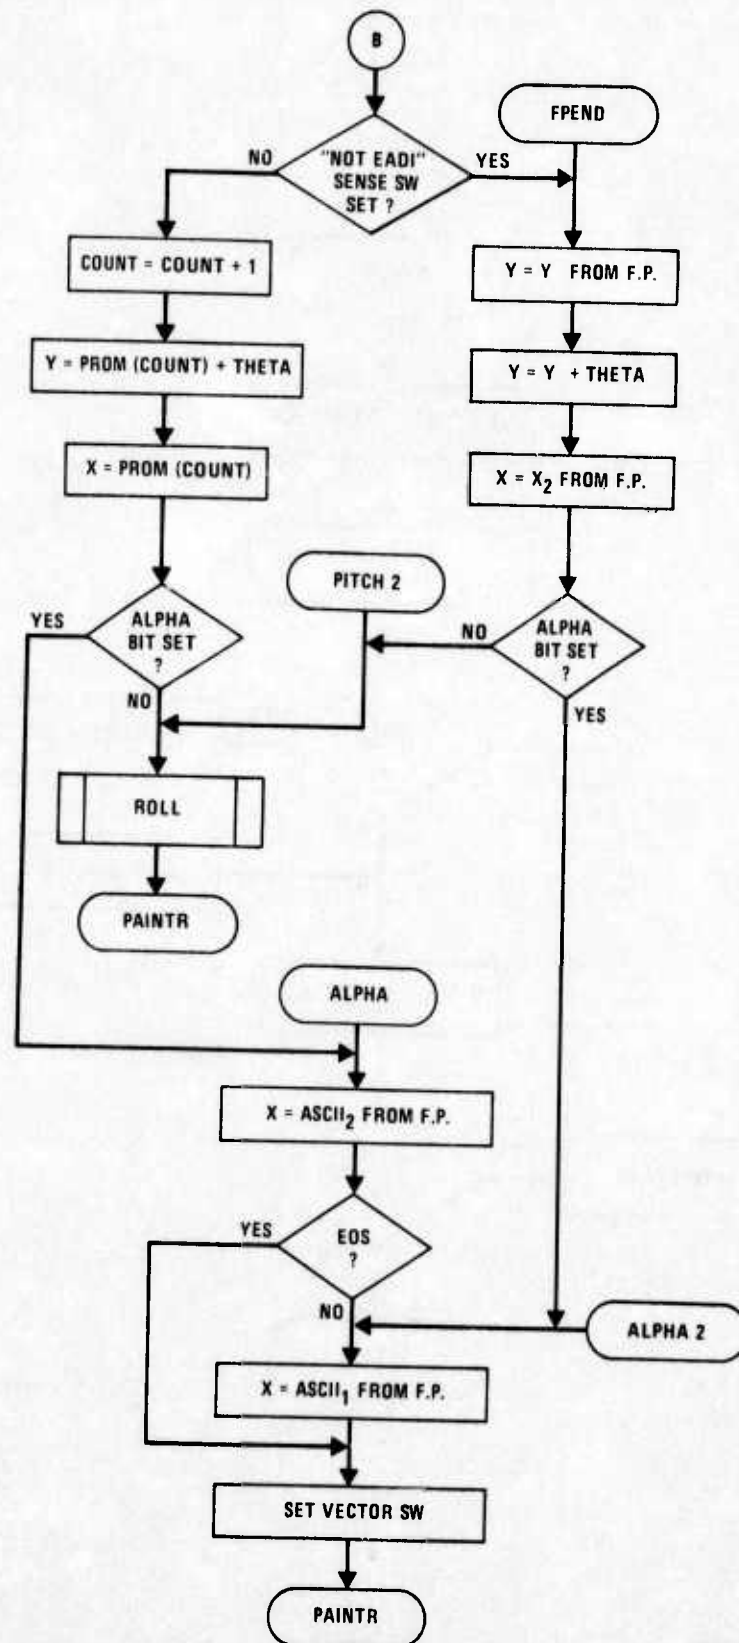 B
FPEND
"NOT EADI"
SENSE SW
SET ?
NO
YES
COUNT = COUNT + 1
Y = Y FROM F.P.
Y = PROM (COUNT) + THETA
Y = Y + THETA
X = PROM (COUNT)
X = X2 FROM F.P.
PITCH 2
YES
ALPHA
BIT SET
?
NO
NO
ALPHA
BIT SET
?
YES
ROLL
PAINTR
ALPHA
X = ASCII2 FROM F.P.
YES
EOS
?
NO
ALPHA 2
X = ASCII1 FROM F.P.
SET VECTOR SW
PAINTR